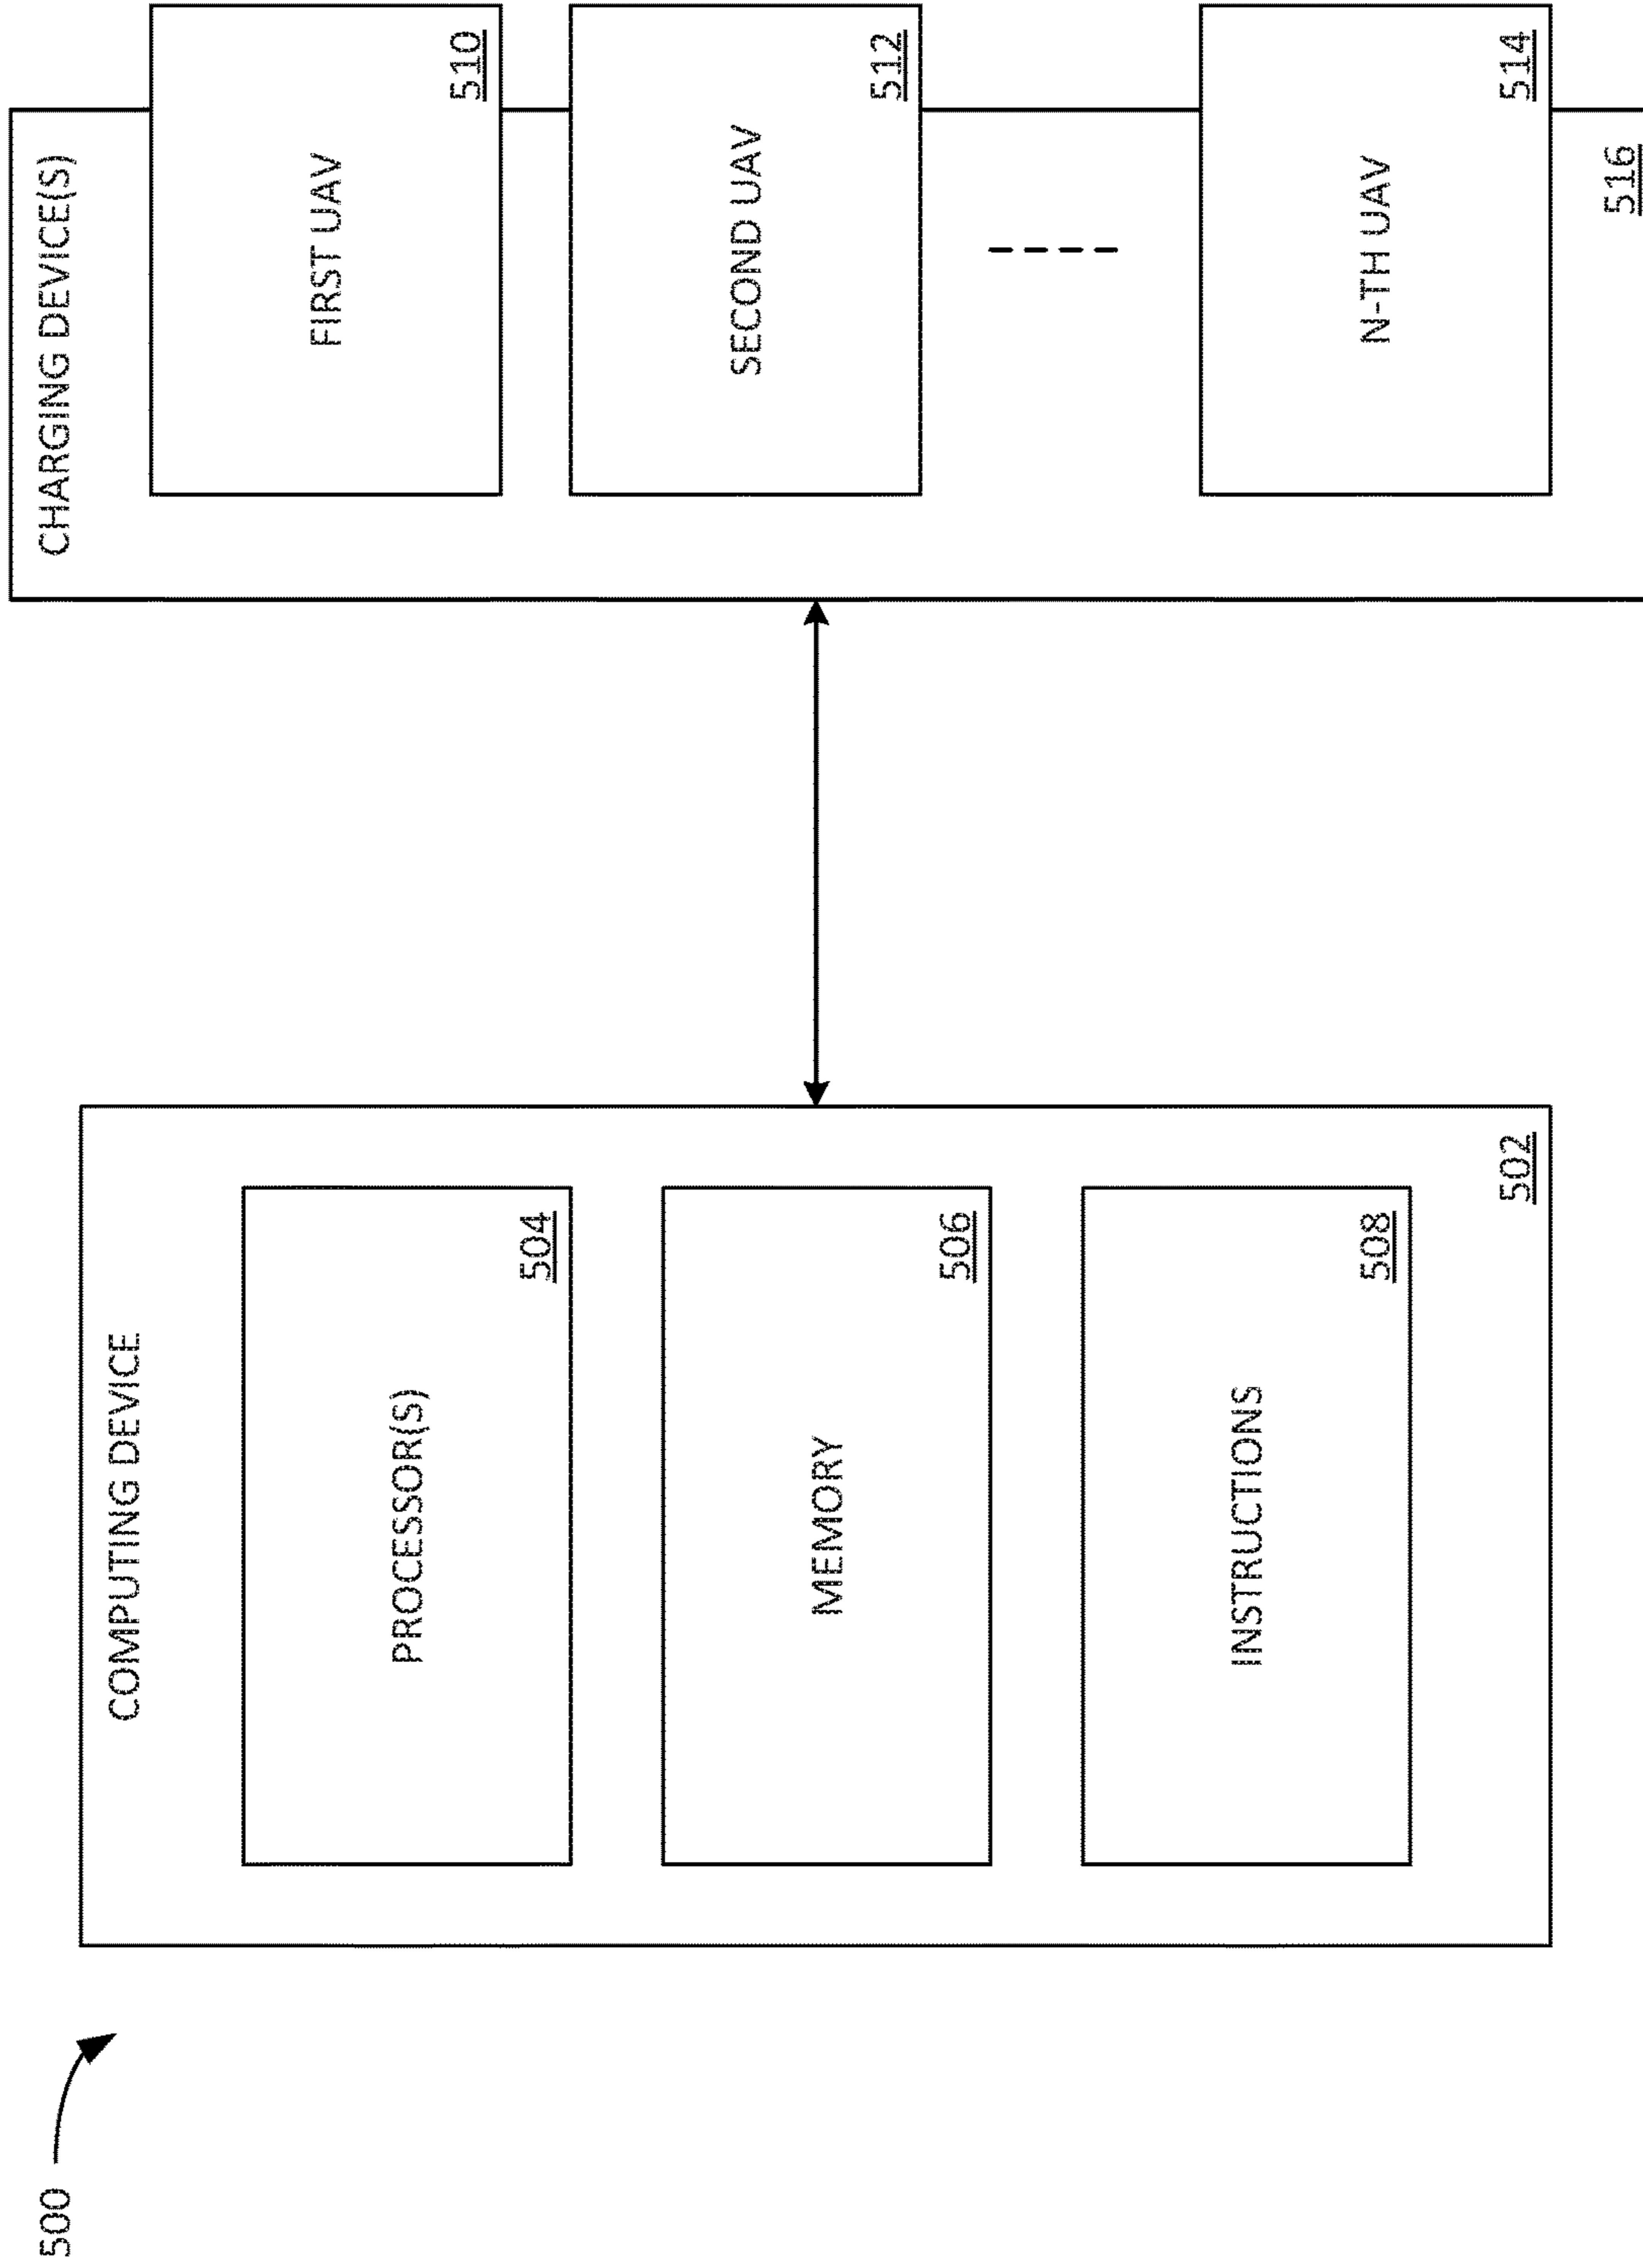 500
COMPUTING DEVICE
PROCESSOR(S)
504
MEMORY
506
INSTRUCTIONS
508
502
CHARGING DEVICE(S)
FIRST UAV
510
SECOND UAV
512
N-TH UAV
514
516